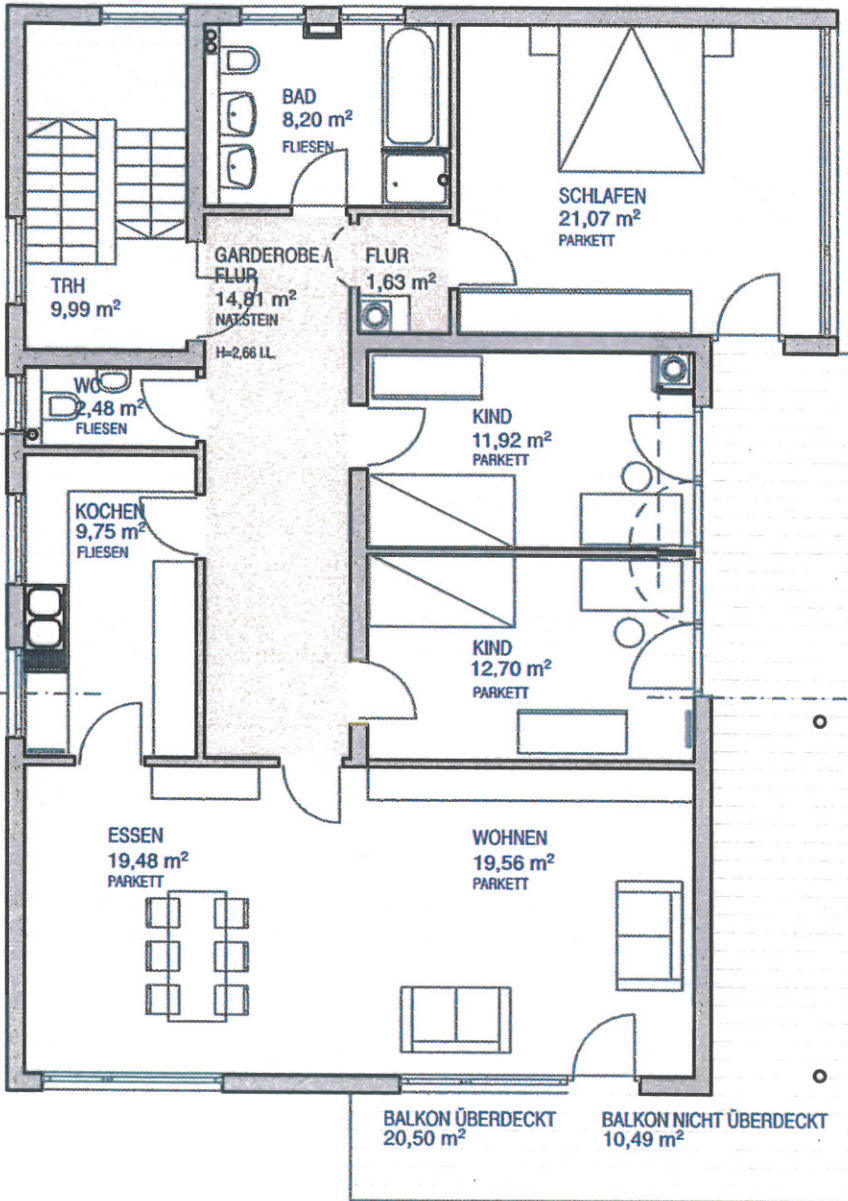 BAD
8,20 m²
FLIESEN
SCHLAFEN
21,07 m²
PARKETT
GARDEROBE /
FLUR
14,81 m²
NATSTEIN
H=2,66 I.L.
FLUR
1,63 m²
TRH
9,99 m²
WC
2,48 m²
FLIESEN
KIND
11,92 m²
PARKETT
KOCHEN
9,75 m²
FLIESEN
KIND
12,70 m²
PARKETT
ESSEN
19,48 m²
PARKETT
WOHNEN
19,56 m²
PARKETT
BALKON ÜBERDECKT
20,50 m²
BALKON NICHT ÜBERDECKT
10,49 m²